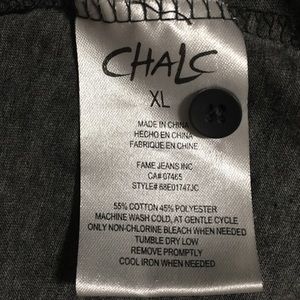 CHALC
XL
MADE IN CHINA
HECHO EN CHINA
FABRIQUE EN CHINE
FAME JEANS INC
CA# 07465
STYLE# 68E01747JC
55% COTTON 45% POLYESTER
MACHINE WASH COLD, AT GENTLE CYCLE
ONLY NON-CHLORINE BLEACH WHEN NEEDED
TUMBLE DRY LOW
REMOVE PROMPTLY
COOL IRON WHEN NEEDED